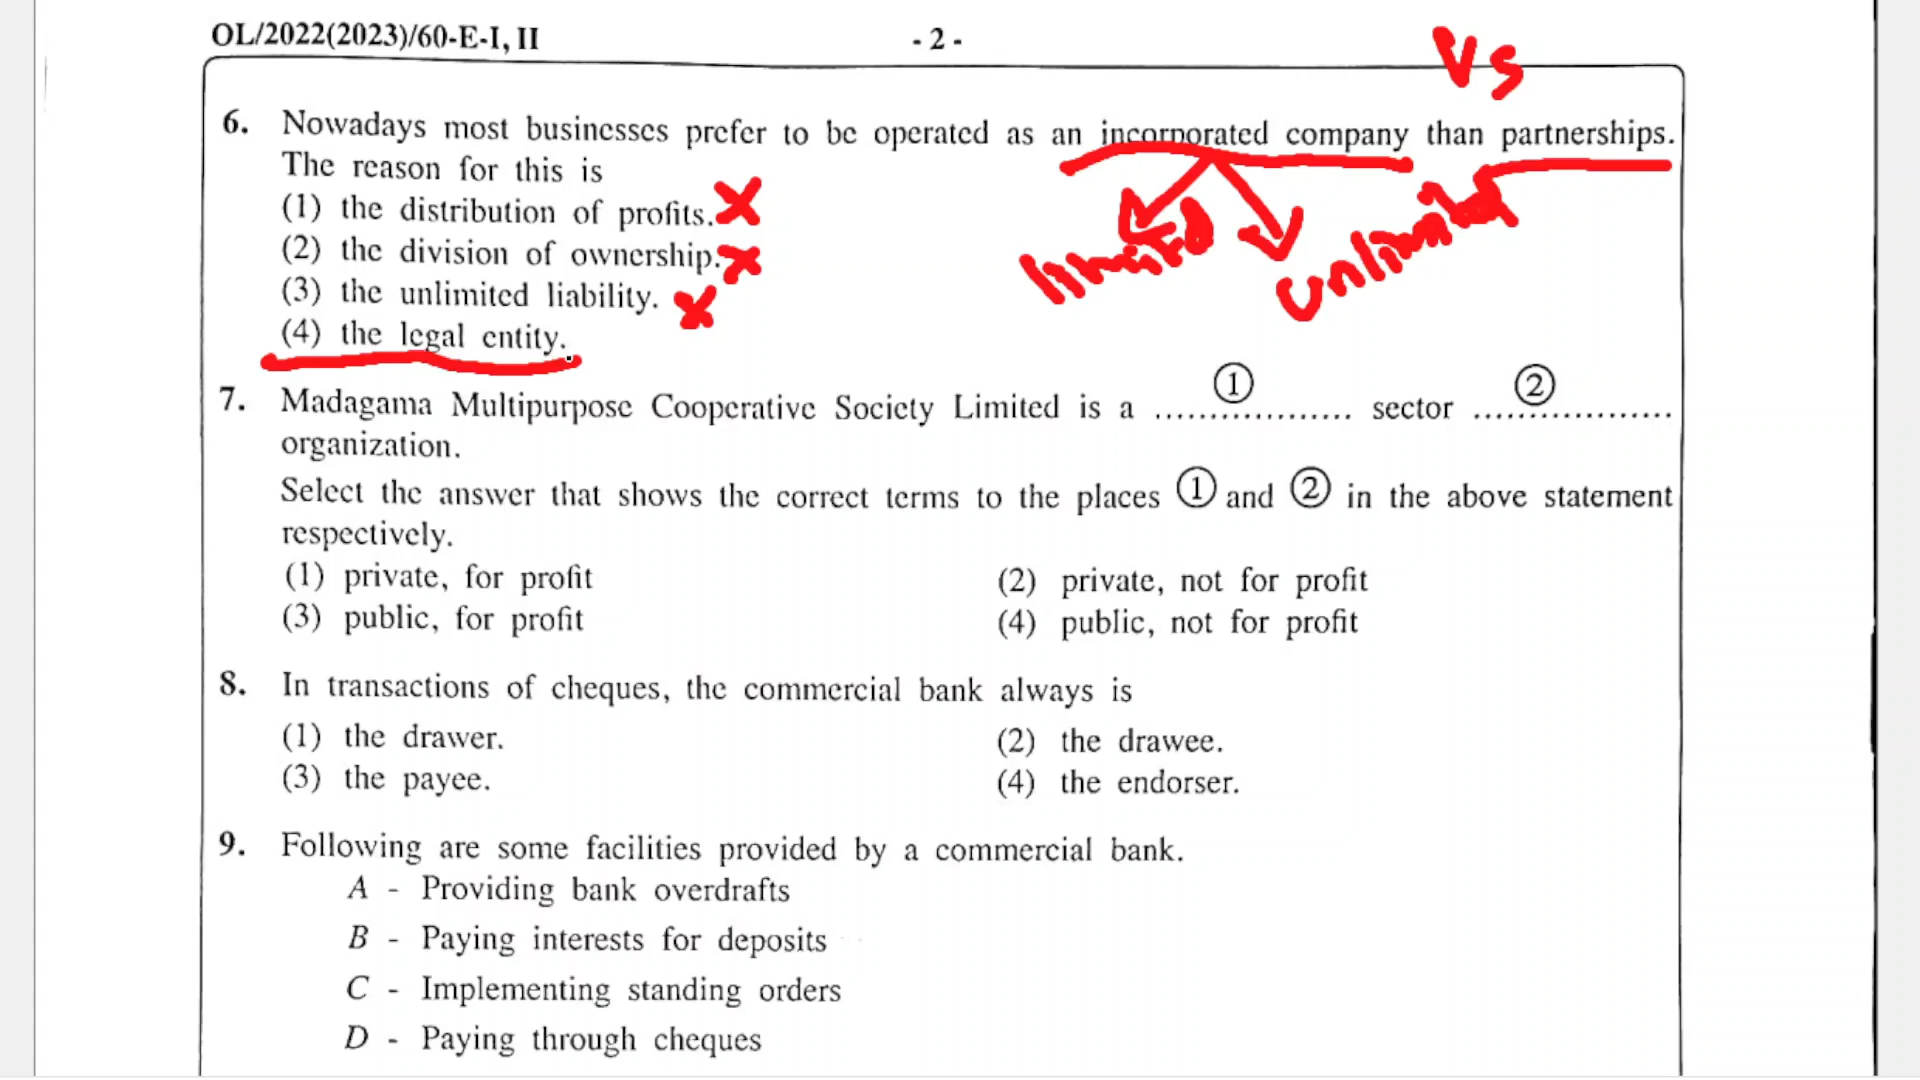 OL/2022(2023)/60-E-I, II
- 2 -
Vs
6. Nowadays most businesses prefer to be operated as an incorporated company than partnerships.
The reason for this is
(1) the distribution of profits.
(2) the division of ownership.
(3) the unlimited liability.
(4) the legal entity.
limited
Unlimited
7. Madagama Multipurpose Cooperative Society Limited is a ........①........ sector ........②........
organization.
Select the answer that shows the correct terms to the places ① and ② in the above statement
respectively.
(1) private, for profit (2) private, not for profit
(3) public, for profit (4) public, not for profit
8. In transactions of cheques, the commercial bank always is
(1) the drawer. (2) the drawee.
(3) the payee. (4) the endorser.
9. Following are some facilities provided by a commercial bank.
A - Providing bank overdrafts
B - Paying interests for deposits
C - Implementing standing orders
D - Paying through cheques